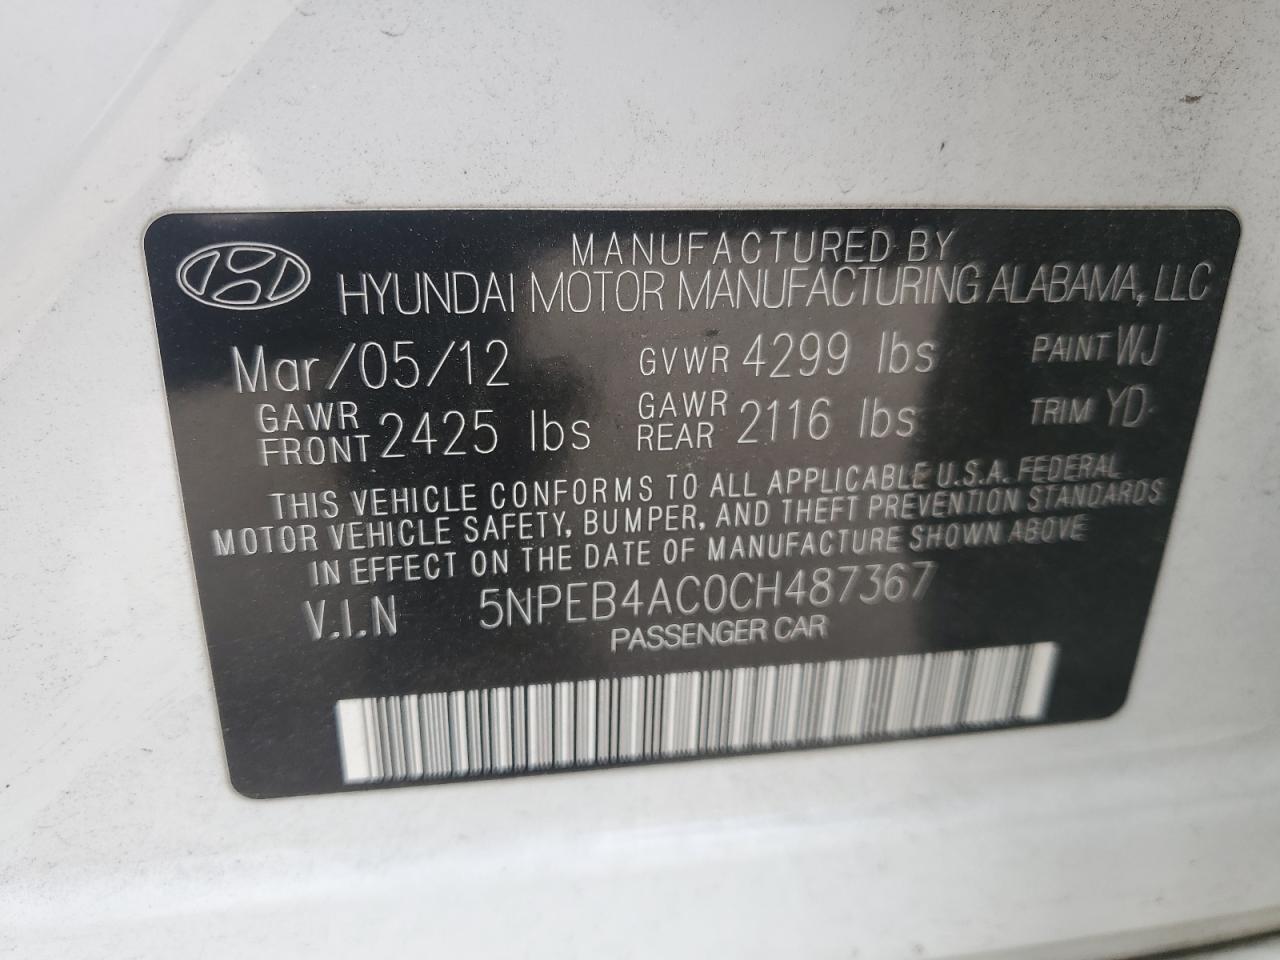 MANUFACTURED BY
HYUNDAI MOTOR MANUFACTURING ALABAMA, LLC
Mar/05/12 GVWR 4299 lbs PAINT WJ
GAWR FRONT 2425 lbs GAWR REAR 2116 lbs TRIM YD
THIS VEHICLE CONFORMS TO ALL APPLICABLE U.S.A. FEDERAL
MOTOR VEHICLE SAFETY, BUMPER, AND THEFT PREVENTION STANDARDS
IN EFFECT ON THE DATE OF MANUFACTURE SHOWN ABOVE
V.I.N 5NPEB4AC0CH487367
PASSENGER CAR